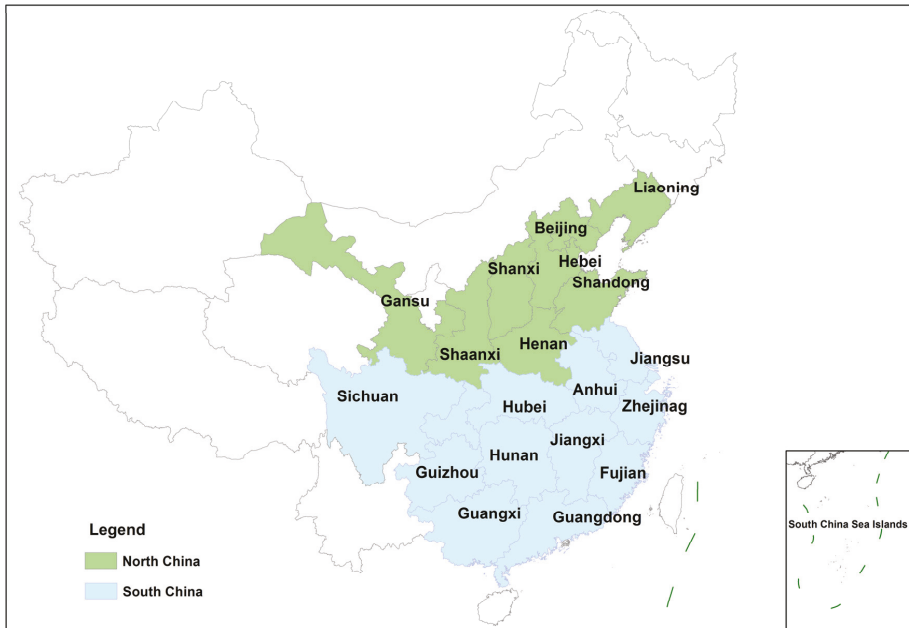 Liaoning
Beijing
Hebei
Shanxi
Shandong
Gansu
Henan
Shaanxi
Jiangsu
Anhui
Sichuan
Hubei
Zhejinag
Jiangxi
Hunan
Guizhou
Fujian
Guangxi
Guangdong
South China Sea Islands
Legend
North China
South China